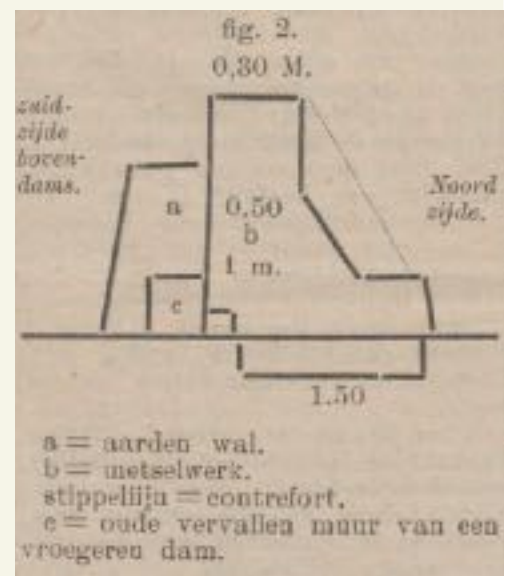 fig. 2.
0,30 M.
zuid-
zijde
boven-
dams.
Noord
zijde.
a
0.50
b
1 m.
c
1.50
a = aarden wal.
b = metselwerk.
stippellijn = contrefort.
c = oude vervallen muur van een
vroegeren dam.